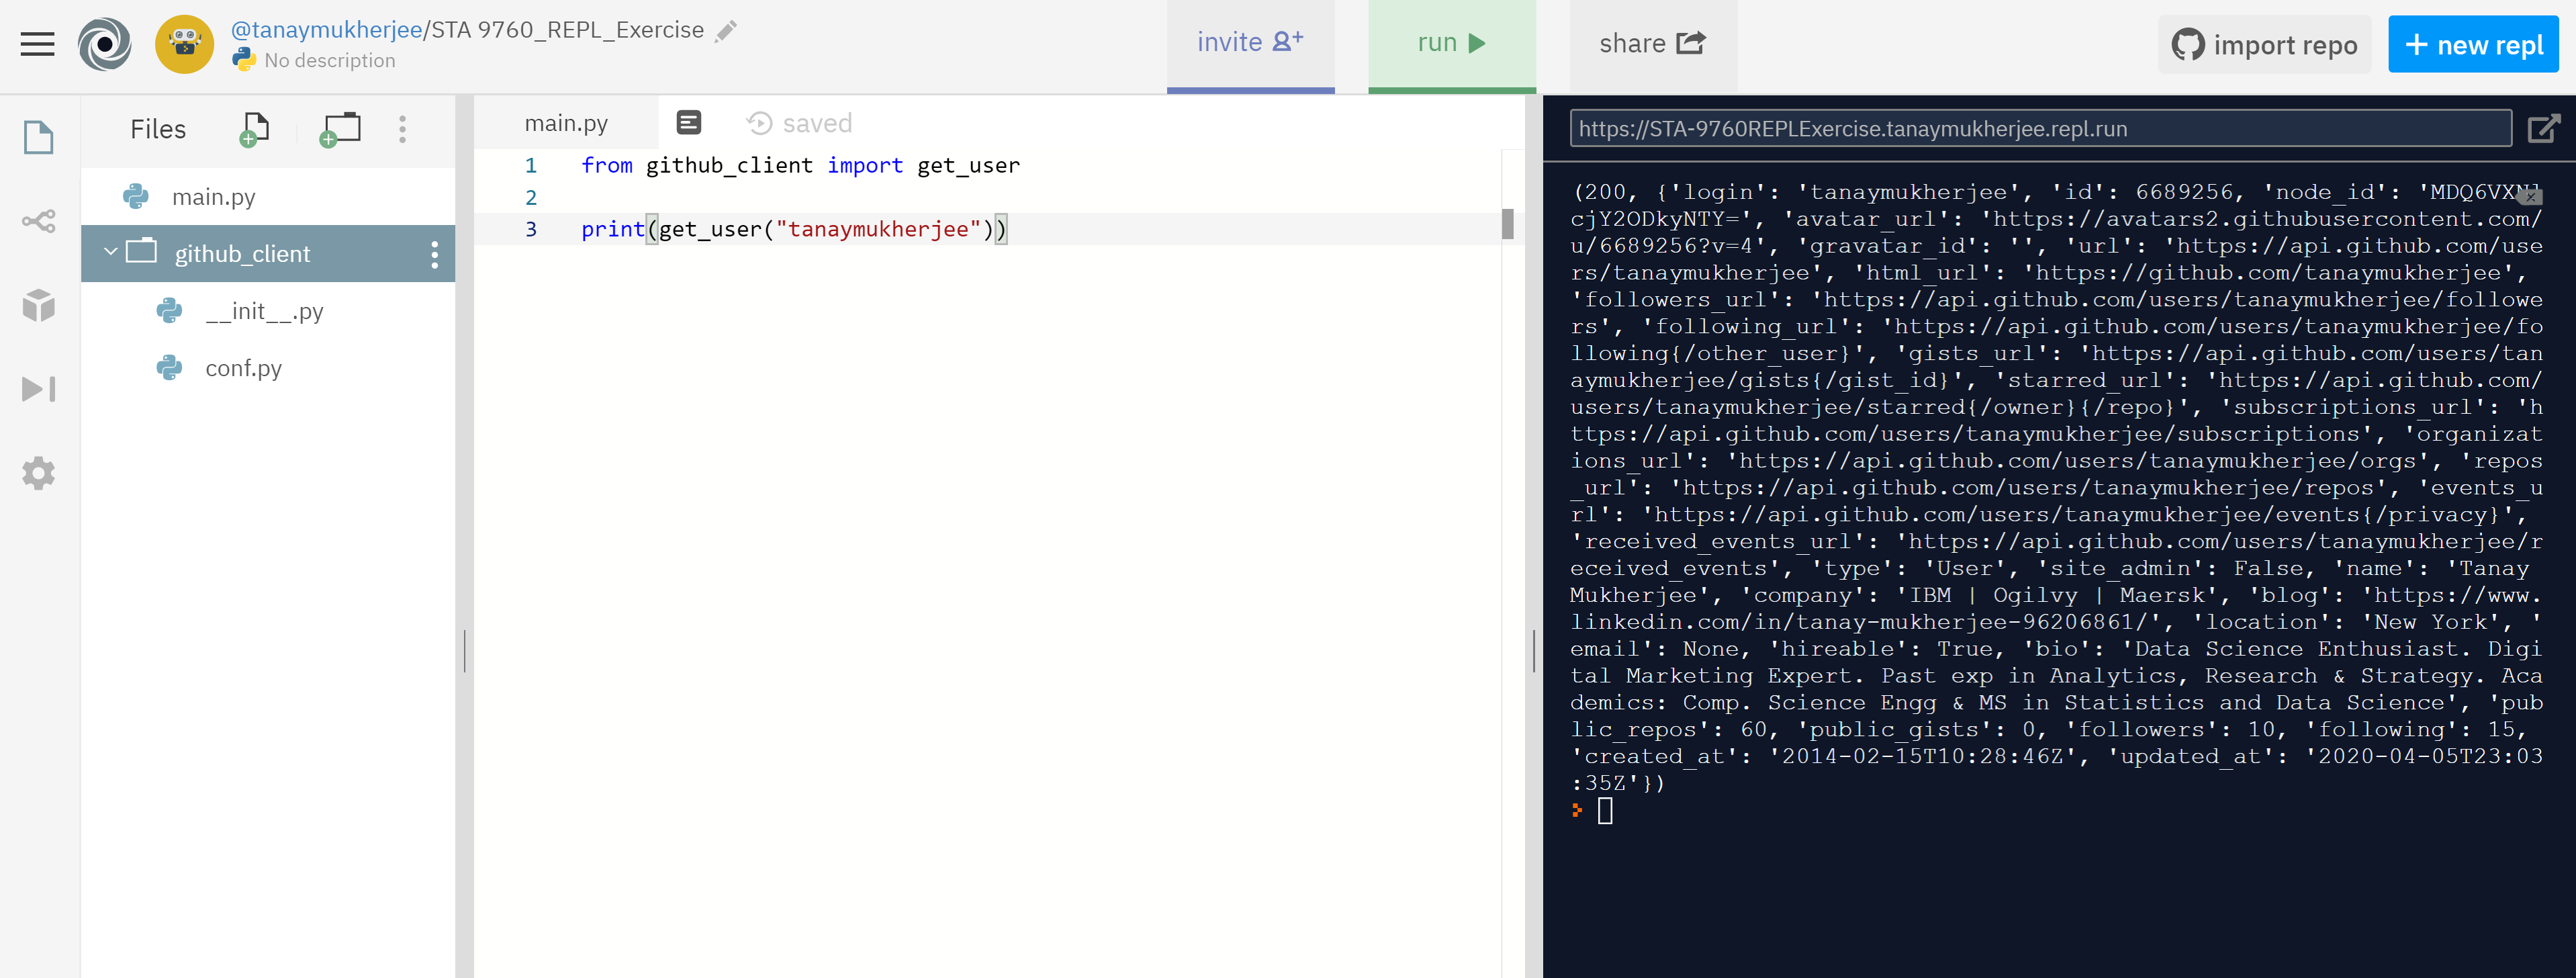 @tanaymukherjee/STA 9760_REPL_Exercise
No description
invite
run
share
import repo
+ new repl
Files
main.py
github_client
__init__.py
conf.py
main.py
saved
1 from github_client import get_user
2
3 print(get_user("tanaymukherjee"))
https://STA-9760REPLExercise.tanaymukherjee.repl.run
(200, {'login': 'tanaymukherjee', 'id': 6689256, 'node_id': 'MDQ6VXNl
cjY2ODkyNTY=', 'avatar_url': 'https://avatars2.githubusercontent.com/
u/6689256?v=4', 'gravatar_id': '', 'url': 'https://api.github.com/use
rs/tanaymukherjee', 'html_url': 'https://github.com/tanaymukherjee',
'followers_url': 'https://api.github.com/users/tanaymukherjee/followe
rs', 'following_url': 'https://api.github.com/users/tanaymukherjee/fo
llowing{/other_user}', 'gists_url': 'https://api.github.com/users/tan
aymukherjee/gists{/gist_id}', 'starred_url': 'https://api.github.com/
users/tanaymukherjee/starred{/owner}{/repo}', 'subscriptions_url': 'h
ttps://api.github.com/users/tanaymukherjee/subscriptions', 'organizat
ions_url': 'https://api.github.com/users/tanaymukherjee/orgs', 'repos
_url': 'https://api.github.com/users/tanaymukherjee/repos', 'events_u
rl': 'https://api.github.com/users/tanaymukherjee/events{/privacy}',
'received_events_url': 'https://api.github.com/users/tanaymukherjee/r
eceived_events', 'type': 'User', 'site_admin': False, 'name': 'Tanay
Mukherjee', 'company': 'IBM | Ogilvy | Maersk', 'blog': 'https://www.
linkedin.com/in/tanay-mukherjee-96206861/', 'location': 'New York', '
email': None, 'hireable': True, 'bio': 'Data Science Enthusiast. Digi
tal Marketing Expert. Past exp in Analytics, Research & Strategy. Aca
demics: Comp. Science Engg & MS in Statistics and Data Science', 'pub
lic_repos': 60, 'public_gists': 0, 'followers': 10, 'following': 15,
'created_at': '2014-02-15T10:28:46Z', 'updated_at': '2020-04-05T23:03
:35Z'})